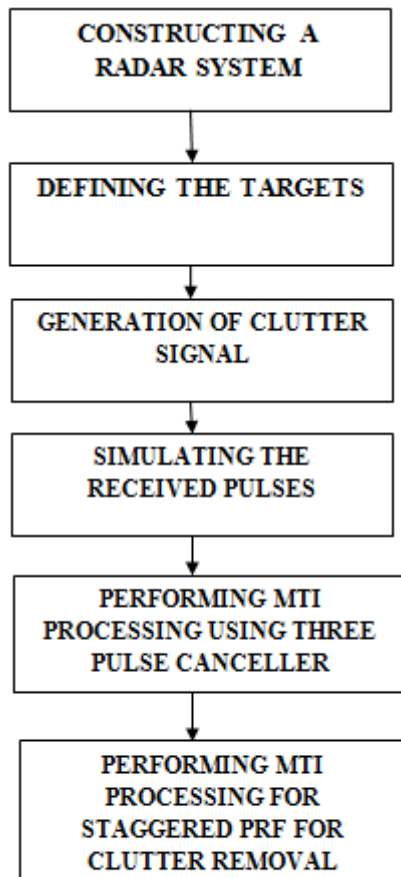 CONSTRUCTING A
RADAR SYSTEM
DEFINING THE TARGETS
GENERATION OF CLUTTER
SIGNAL
SIMULATING THE
RECEIVED PULSES
PERFORMING MTI
PROCESSING USING THREE
PULSE CANCELLER
PERFORMING MTI
PROCESSING FOR
STAGGERED PRF FOR
CLUTTER REMOVAL